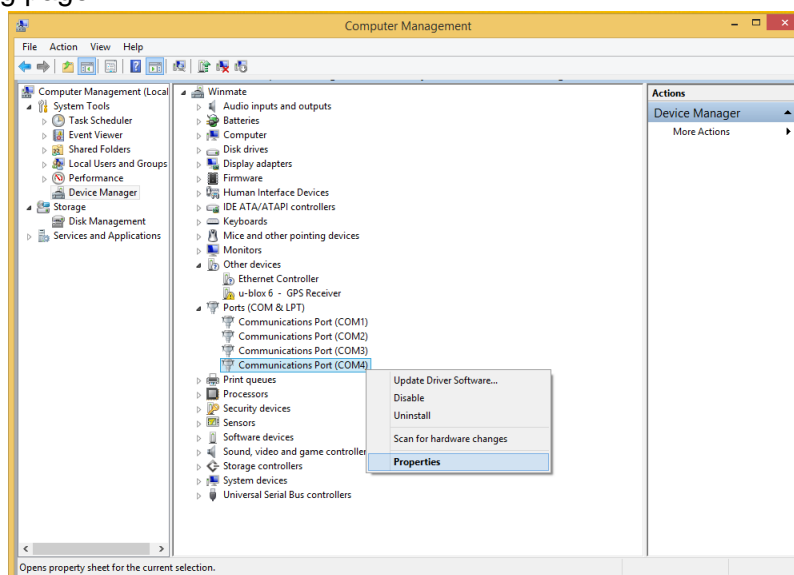 g page
Computer Management
File Action View Help
Computer Management (Local
System Tools
Task Scheduler
Event Viewer
Shared Folders
Local Users and Groups
Performance
Device Manager
Storage
Disk Management
Services and Applications
Winmate
Audio inputs and outputs
Batteries
Computer
Disk drives
Display adapters
Firmware
Human Interface Devices
IDE ATA/ATAPI controllers
Keyboards
Mice and other pointing devices
Monitors
Other devices
Ethernet Controller
u-blox 6 - GPS Receiver
Ports (COM & LPT)
Communications Port (COM1)
Communications Port (COM2)
Communications Port (COM3)
Communications Port (COM4)
Print queues
Processors
Security devices
Sensors
Software devices
Sound, video and game controller
Storage controllers
System devices
Universal Serial Bus controllers
Update Driver Software...
Disable
Uninstall
Scan for hardware changes
Properties
Actions
Device Manager
More Actions
Opens property sheet for the current selection.